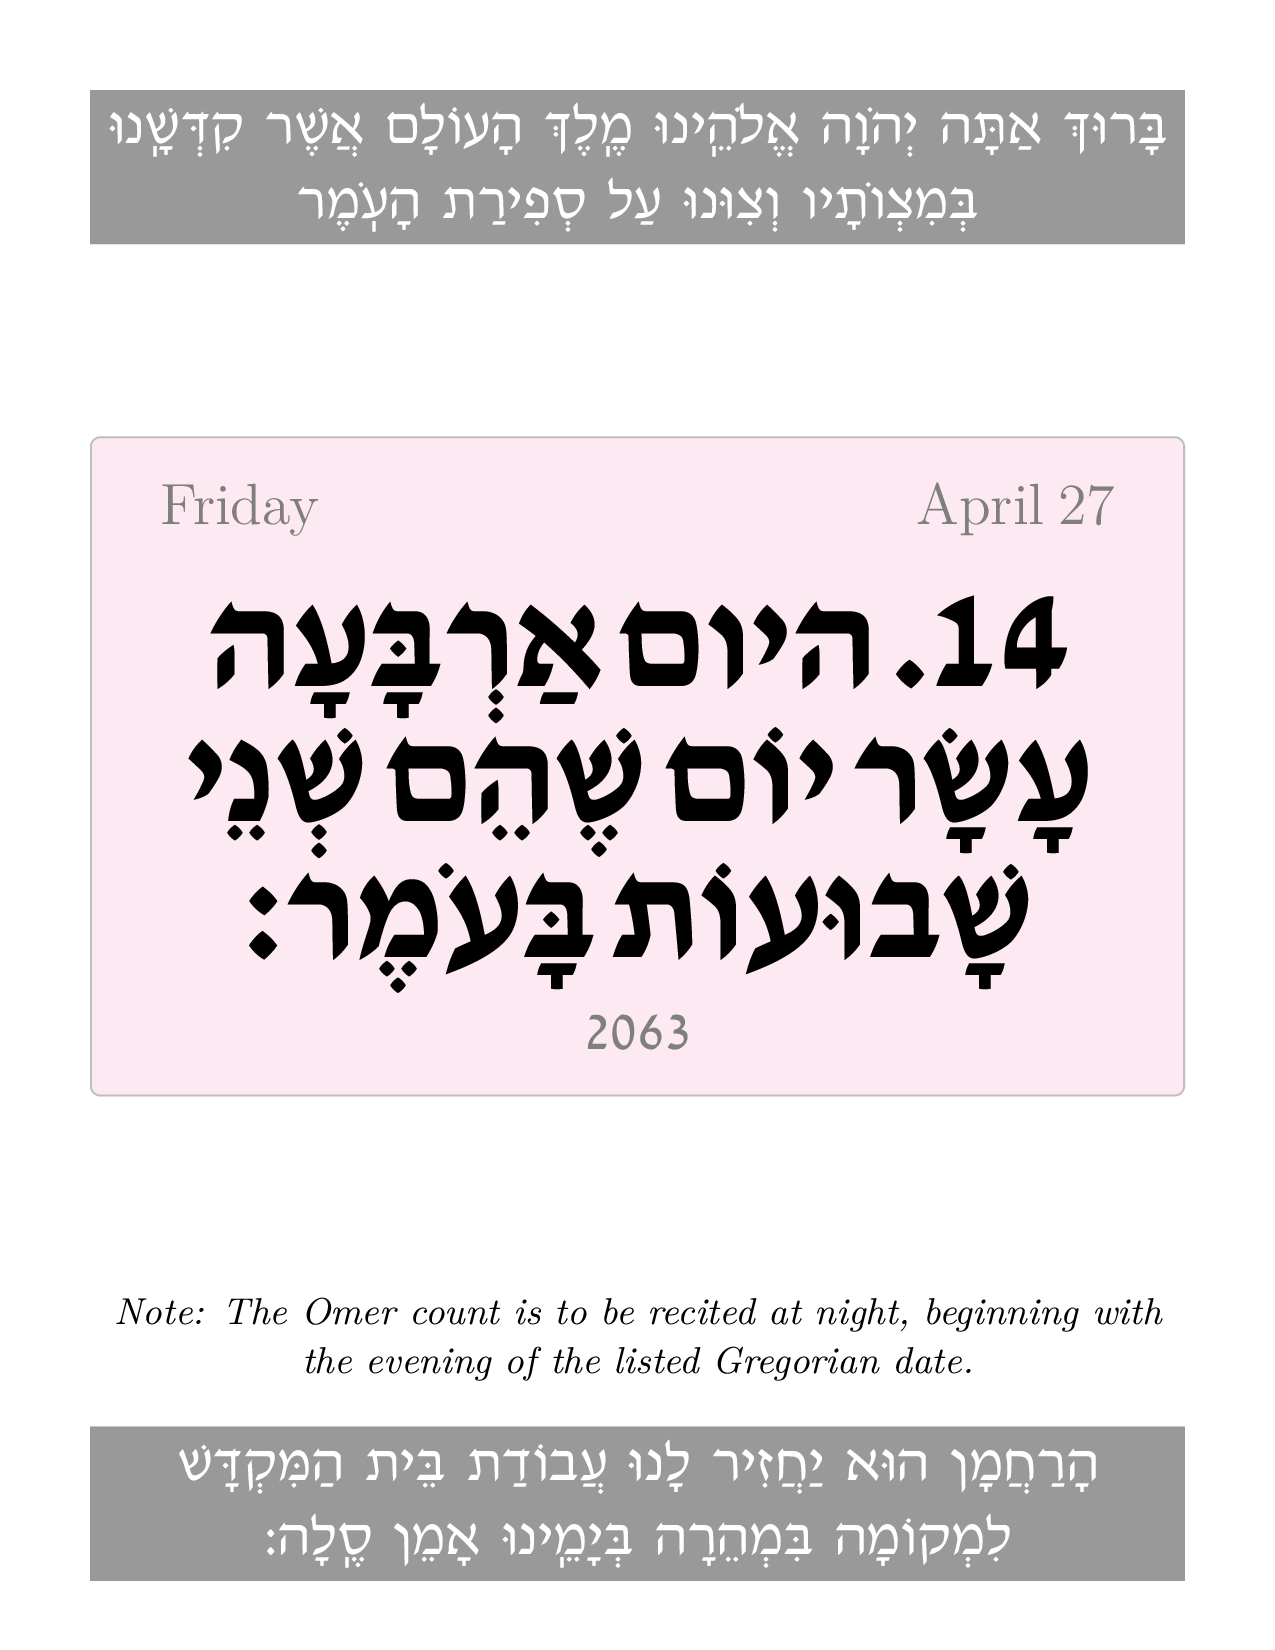 בָּרוּךְ אַתָּה יְהֹוָה אֱלֹהֵֽינוּ מֶֽלֶךְ הָעוֹלָם אֲשֶׁר קִדְּשָֽׁנוּ
בְּמִצְוֹתָיו וְצִוּנוּ עַל סְפִירַת הָעֹֽמֶר
Friday April 27
14. היום אַרְבָּעָה
עָשָׂר יוֹם שֶׁהֵם שְׁנֵי
שָׁבוּעוֹת בָּעֹמֶר:
2063
Note: The Omer count is to be recited at night, beginning with
the evening of the listed Gregorian date.
הָרַחֲמָן הוּא יַחֲזִיר לָנוּ עֲבוֹדַת בֵּית הַמִּקְדָּשׁ
לִמְקוֹמָהּ בִּמְהֵרָה בְּיָמֵֽינוּ אָמֵן סֶֽלָה: